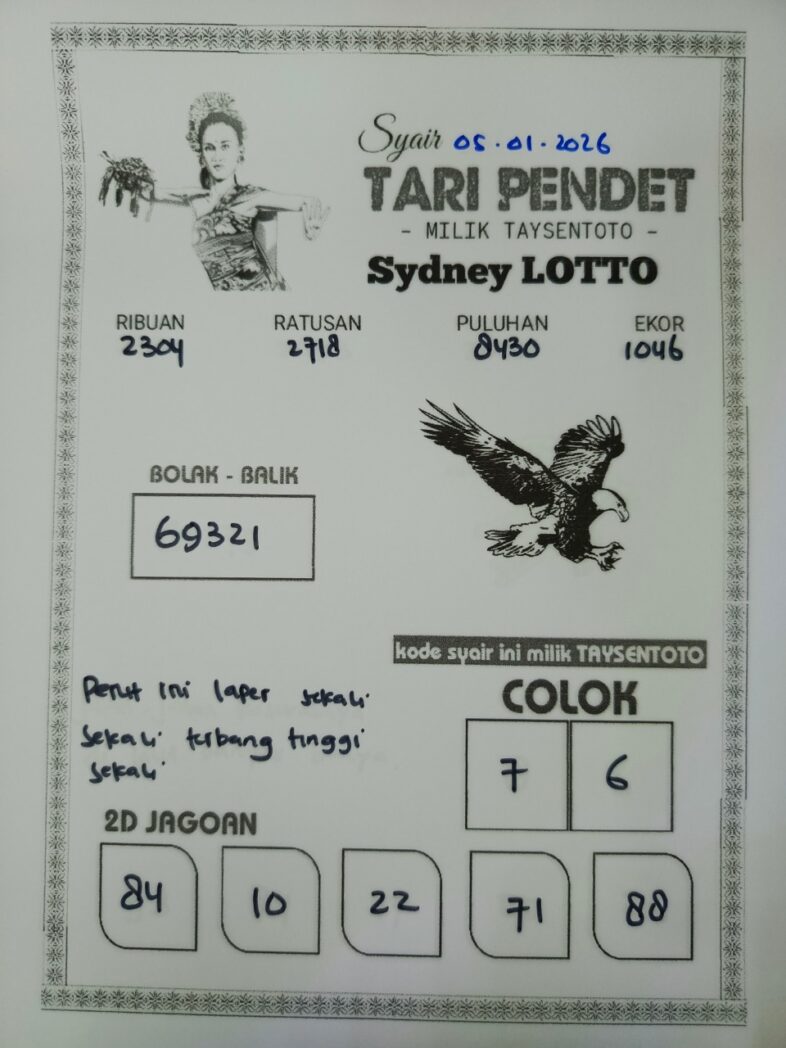 Syair 05.01.2026
TARI PENDET
- MILIK TAYSENTOTO -
Sydney LOTTO
RIBUAN RATUSAN PULUHAN EKOR
2304 2718 8430 1046
BOLAK - BALIK
69321
kode syair ini milik TAYSENTOTO
Perut ini laper sekali
sekali terbang tinggi
sekali
COLOK
7 6
2D JAGOAN
84 10 22 71 88